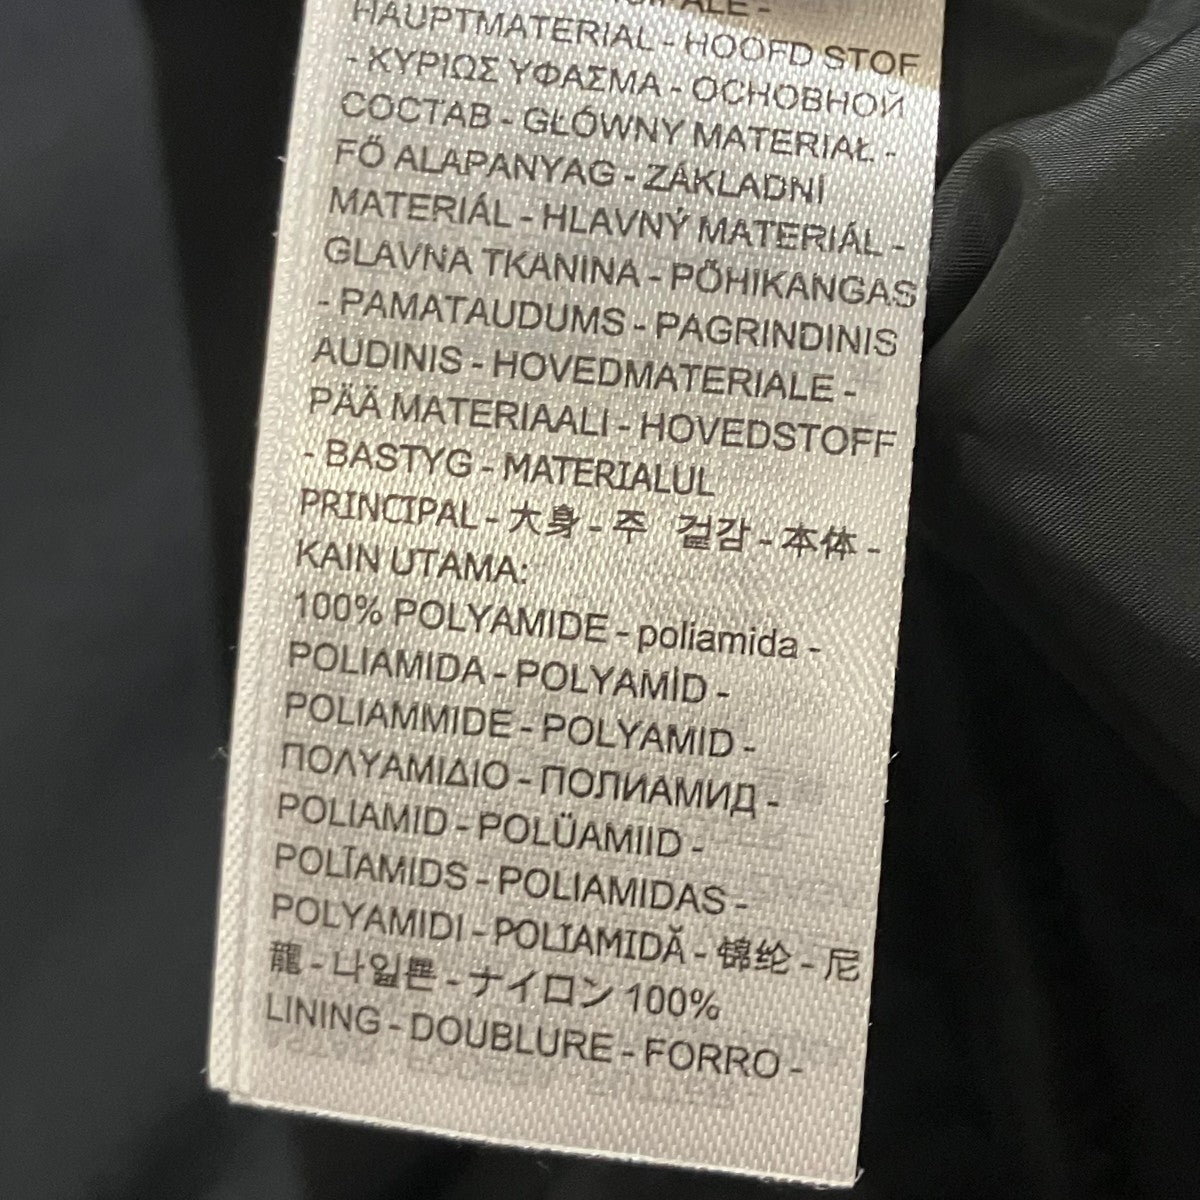 HAUPTMATERIAL - HOOFD STOF
- ΚΥΡΙΩΣ ΥΦΑΣΜΑ - ОСНОВНОЙ
СОСТАВ - GŁÓWNY MATERIAŁ -
FŐ ALAPANYAG - ZÁKLADNÍ
MATERIÁL - HLAVNÝ MATERIÁL -
GLAVNA TKANINA - PÕHIKANGAS
- PAMATAUDUMS - PAGRINDINIS
AUDINIS - HOVEDMATERIALE -
PÄÄ MATERIAALI - HOVEDSTOFF
- BASTYG - MATERIALUL
PRINCIPAL - 大身 - 주 겉감 - 本体 -
KAIN UTAMA:
100% POLYAMIDE - poliamida -
POLIAMIDA - POLYAMİD -
POLIAMMIDE - POLYAMID -
ΠΟΛΥΑΜΙΔΙΟ - ПОЛИАМИД -
POLIAMID - POLÜAMIID -
POLĪAMIDS - POLIAMIDAS -
POLYAMIDI - POLIAMIDĂ - 锦纶 - 尼
龍 - 나일론 - ナイロン 100%
LINING - DOUBLURE - FORRO -